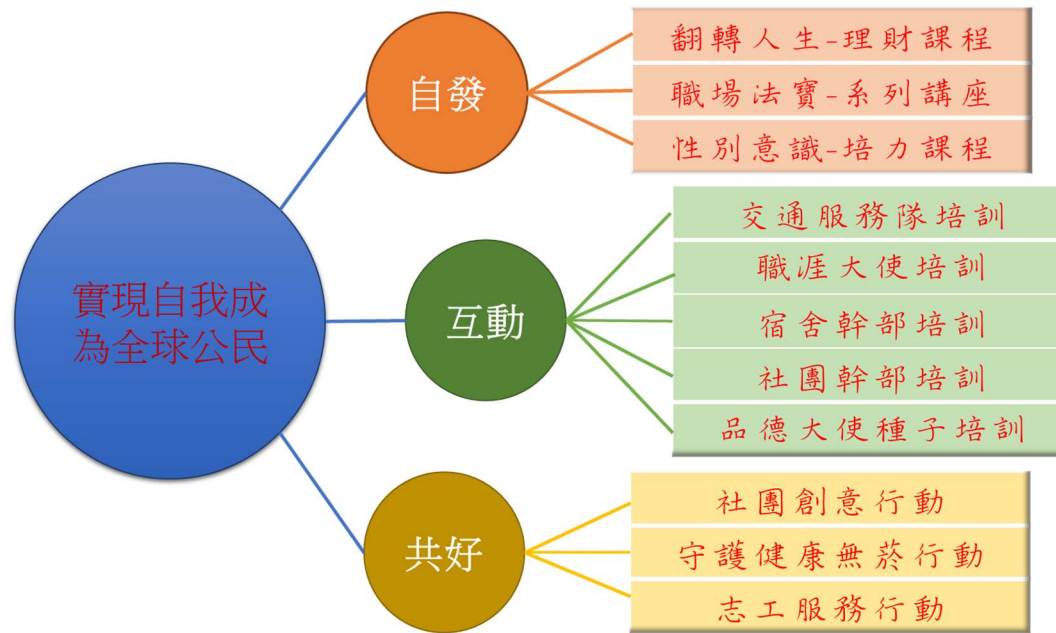 實現自我成
為全球公民
自發
翻轉人生-理財課程
職場法寶-系列講座
性別意識-培力課程
互動
交通服務隊培訓
職涯大使培訓
宿舍幹部培訓
社團幹部培訓
品德大使種子培訓
共好
社團創意行動
守護健康無菸行動
志工服務行動